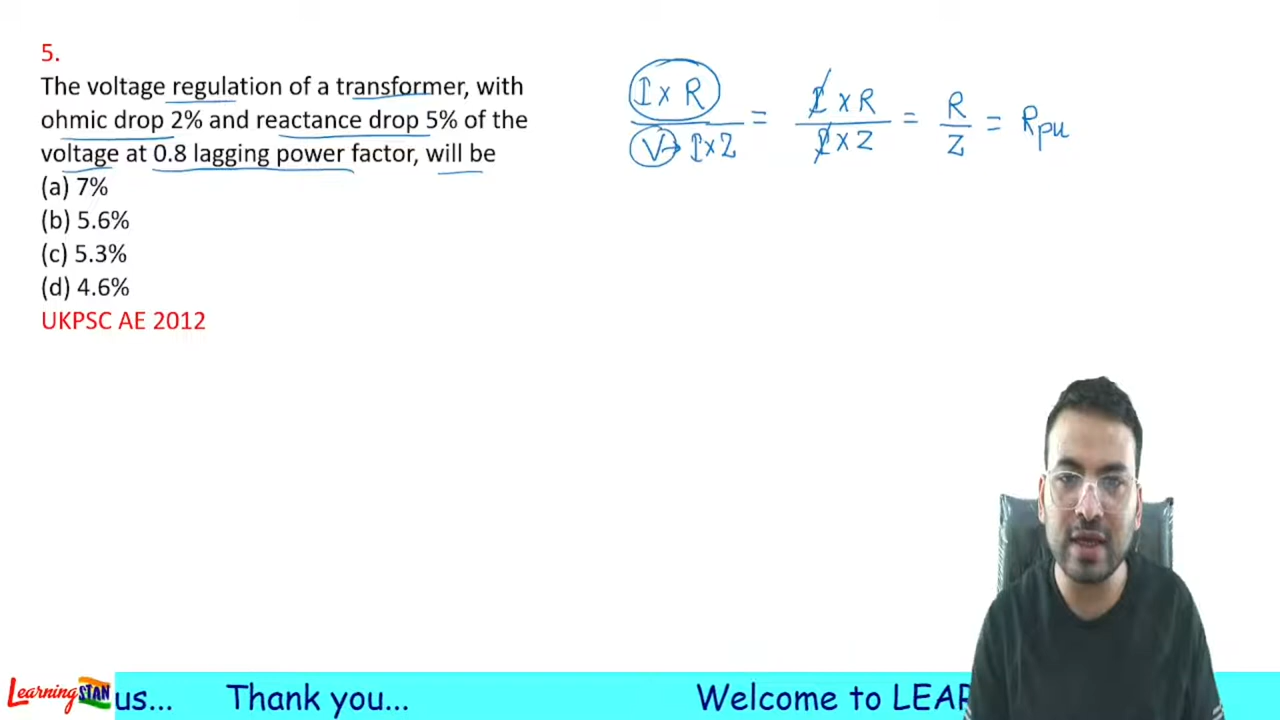 5.
The voltage regulation of a transformer, with
ohmic drop 2% and reactance drop 5% of the
voltage at 0.8 lagging power factor, will be
(a) 7%
(b) 5.6%
(c) 5.3%
(d) 4.6%
UKPSC AE 2012
I × R / V → I × Z = I × R / I × Z = R / Z = Rpu
LearningSTAN
us... Thank you... Welcome to LEAR